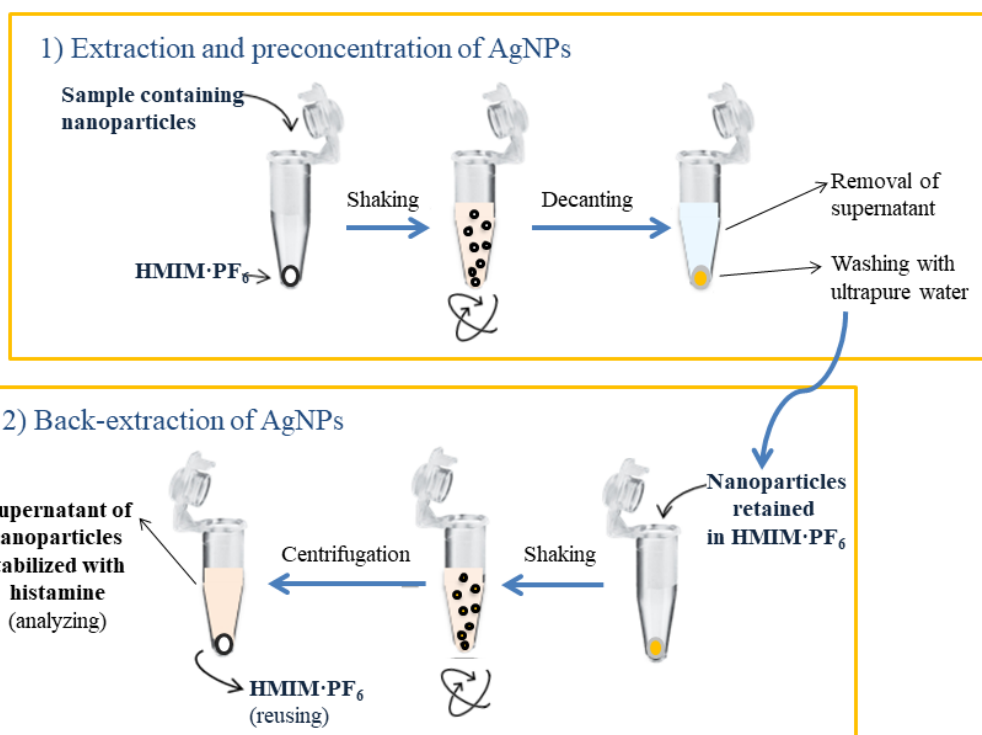 1) Extraction and preconcentration of AgNPs
Sample containing
nanoparticles
Shaking
Decanting
Removal of
supernatant
HMIM·PF₆
Washing with
ultrapure water
2) Back-extraction of AgNPs
Nanoparticles
retained
in HMIM·PF₆
upernatant of
anoparticles
tabilized with
histamine
(analyzing)
Centrifugation
Shaking
HMIM·PF₆
(reusing)